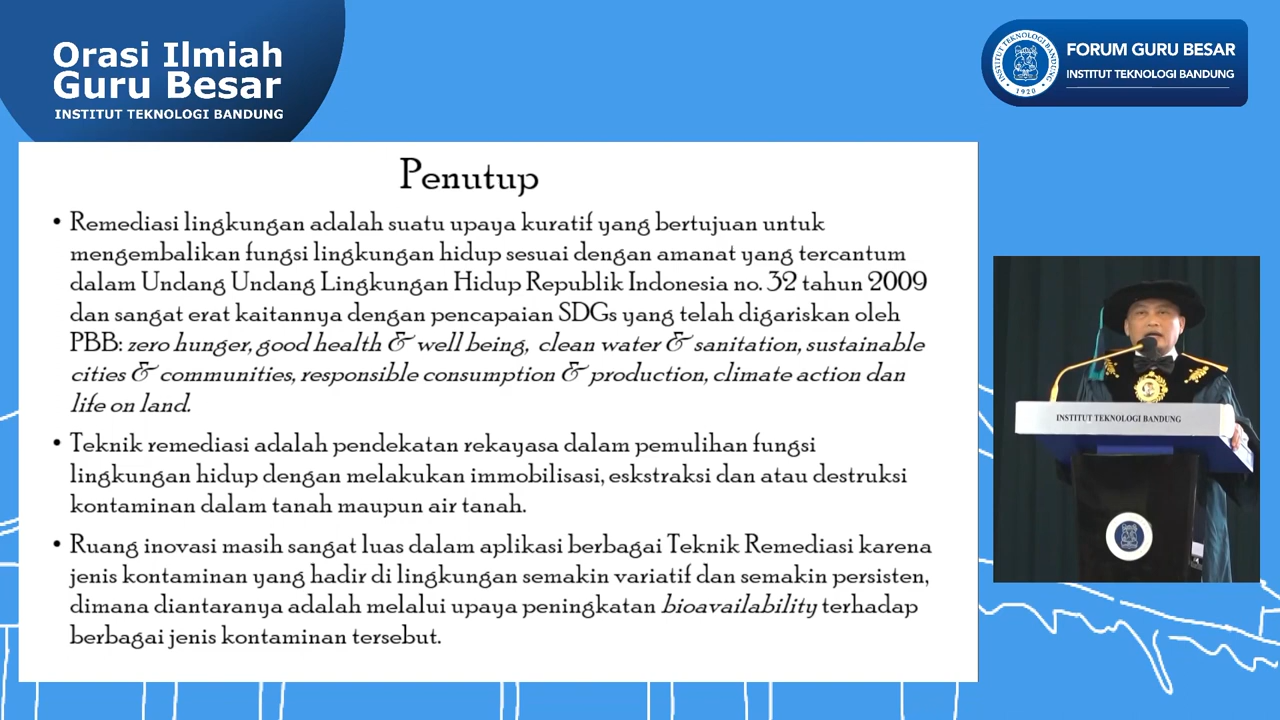 Orasi Ilmiah
Guru Besar
INSTITUT TEKNOLOGI BANDUNG
FORUM GURU BESAR
INSTITUT TEKNOLOGI BANDUNG
INSTITUT TEKNOLOGI BANDUNG
1920
Penutup
• Remediasi lingkungan adalah suatu upaya kuratif yang bertujuan untuk
mengembalikan fungsi lingkungan hidup sesuai dengan amanat yang tercantum
dalam Undang Undang Lingkungan Hidup Republik Indonesia no. 32 tahun 2009
dan sangat erat kaitannya dengan pencapaian SDGs yang telah digariskan oleh
PBB: zero hunger, good health & well being, clean water & sanitation, sustainable
cities & communities, responsible consumption & production, climate action dan
life on land.
• Teknik remediasi adalah pendekatan rekayasa dalam pemulihan fungsi
lingkungan hidup dengan melakukan immobilisasi, eskstraksi dan atau destruksi
kontaminan dalam tanah maupun air tanah.
• Ruang inovasi masih sangat luas dalam aplikasi berbagai Teknik Remediasi karena
jenis kontaminan yang hadir di lingkungan semakin variatif dan semakin persisten,
dimana diantaranya adalah melalui upaya peningkatan bioavailability terhadap
berbagai jenis kontaminan tersebut.
INSTITUT TEKNOLOGI BANDUNG